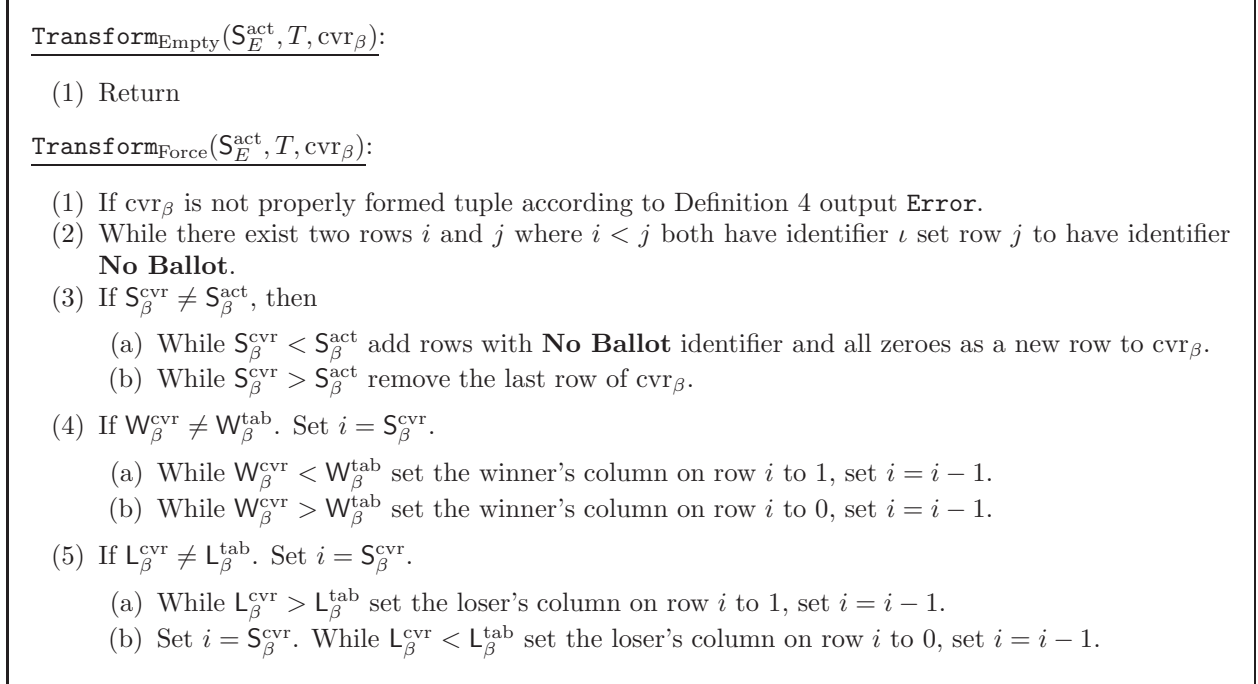 Transform_Empty(S_E^act, T, cvr_β):
(1) Return
Transform_Force(S_E^act, T, cvr_β):
(1) If cvr_β is not properly formed tuple according to Definition 4 output Error.
(2) While there exist two rows i and j where i < j both have identifier ι set row j to have identifier
No Ballot.
(3) If S_β^cvr ≠ S_β^act, then
(a) While S_β^cvr < S_β^act add rows with No Ballot identifier and all zeroes as a new row to cvr_β.
(b) While S_β^cvr > S_β^act remove the last row of cvr_β.
(4) If W_β^cvr ≠ W_β^tab. Set i = S_β^cvr.
(a) While W_β^cvr < W_β^tab set the winner's column on row i to 1, set i = i − 1.
(b) While W_β^cvr > W_β^tab set the winner's column on row i to 0, set i = i − 1.
(5) If L_β^cvr ≠ L_β^tab. Set i = S_β^cvr.
(a) While L_β^cvr > L_β^tab set the loser's column on row i to 1, set i = i − 1.
(b) Set i = S_β^cvr. While L_β^cvr < L_β^tab set the loser's column on row i to 0, set i = i − 1.